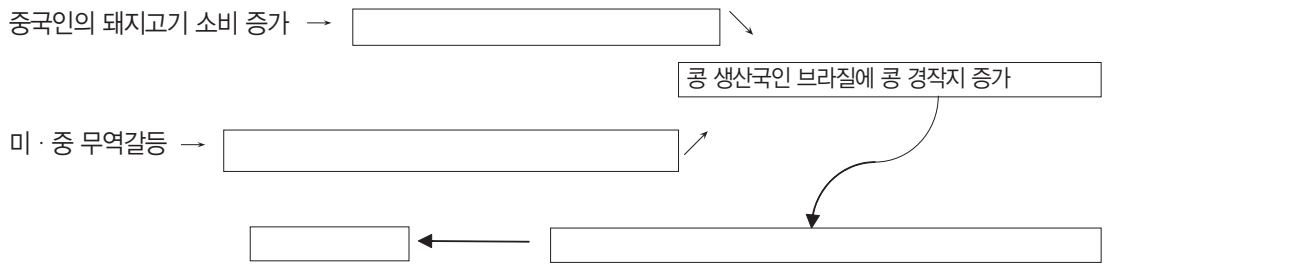 중국인의 돼지고기 소비 증가 →
콩 생산국인 브라질에 콩 경작지 증가
미 · 중 무역갈등 →